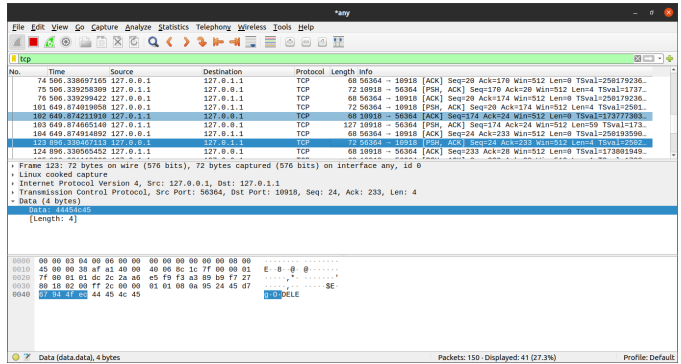 *any
File Edit View Go Capture Analyze Statistics Telephony Wireless Tools Help
tcp
No. Time Source Destination Protocol Length Info
74 506.338697165 127.0.0.1 127.0.1.1 TCP 68 56364 → 10918 [ACK] Seq=20 Ack=170 Win=512 Len=0 TSval=250179236…
75 506.339258309 127.0.1.1 127.0.0.1 TCP 72 10918 → 56364 [PSH, ACK] Seq=170 Ack=20 Win=512 Len=4 TSval=1737…
76 506.339299422 127.0.0.1 127.0.1.1 TCP 68 56364 → 10918 [ACK] Seq=20 Ack=174 Win=512 Len=0 TSval=250179236…
101 649.874019058 127.0.0.1 127.0.1.1 TCP 72 56364 → 10918 [PSH, ACK] Seq=20 Ack=174 Win=512 Len=4 TSval=2501…
102 649.874211910 127.0.1.1 127.0.0.1 TCP 68 10918 → 56364 [ACK] Seq=174 Ack=24 Win=512 Len=0 TSval=173777303…
103 649.874665140 127.0.1.1 127.0.0.1 TCP 127 10918 → 56364 [PSH, ACK] Seq=174 Ack=24 Win=512 Len=59 TSval=173…
104 649.874914892 127.0.0.1 127.0.1.1 TCP 68 56364 → 10918 [ACK] Seq=24 Ack=233 Win=512 Len=0 TSval=250193590…
123 896.330467113 127.0.0.1 127.0.1.1 TCP 72 56364 → 10918 [PSH, ACK] Seq=24 Ack=233 Win=512 Len=4 TSval=2502…
124 896.330565452 127.0.1.1 127.0.0.1 TCP 68 10918 → 56364 [ACK] Seq=233 Ack=28 Win=512 Len=0 TSval=173801949…
Frame 123: 72 bytes on wire (576 bits), 72 bytes captured (576 bits) on interface any, id 0
Linux cooked capture
Internet Protocol Version 4, Src: 127.0.0.1, Dst: 127.0.1.1
Transmission Control Protocol, Src Port: 56364, Dst Port: 10918, Seq: 24, Ack: 233, Len: 4
Data (4 bytes)
Data: 44454c45
[Length: 4]
0000 00 00 03 04 00 06 00 00 00 00 00 00 00 00 08 00 ········ ········
0010 45 00 00 38 af a1 40 00 40 06 8c 1c 7f 00 00 01 E··8··@· @·······
0020 7f 00 01 01 dc 2c 2a a6 e5 f9 f3 a3 89 b9 f7 27 ·····,*· ·······'
0030 80 18 02 00 ff 2c 00 00 01 01 08 0a 95 24 45 d7 ·····,·· ·····$E·
0040 67 94 4f ec 44 45 4c 45 g·O·DELE
Data (data.data), 4 bytes
Packets: 150 · Displayed: 41 (27.3%)
Profile: Default